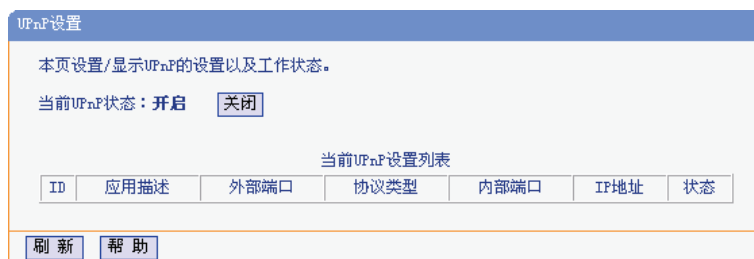 UPnP设置
本页设置/显示UPnP的设置以及工作状态。
当前UPnP状态：开启 关闭
当前UPnP设置列表
ID 应用描述 外部端口 协议类型 内部端口 IP地址 状态
刷 新 帮 助